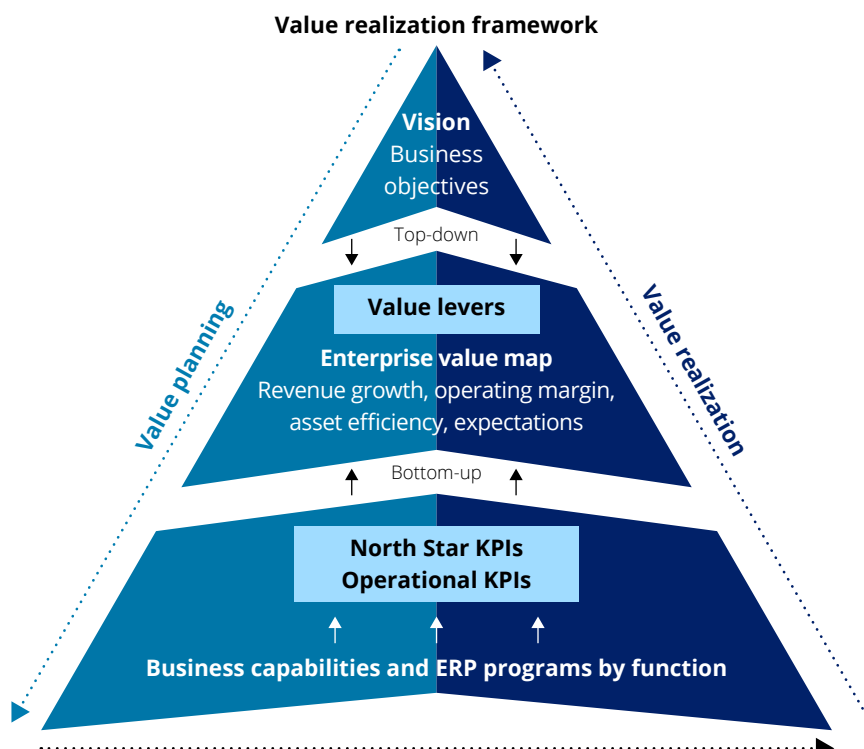 Value realization framework
Vision
Business
objectives
Top-down
Value levers
Enterprise value map
Revenue growth, operating margin,
asset efficiency, expectations
Value planning
Value realization
Bottom-up
North Star KPIs
Operational KPIs
Business capabilities and ERP programs by function